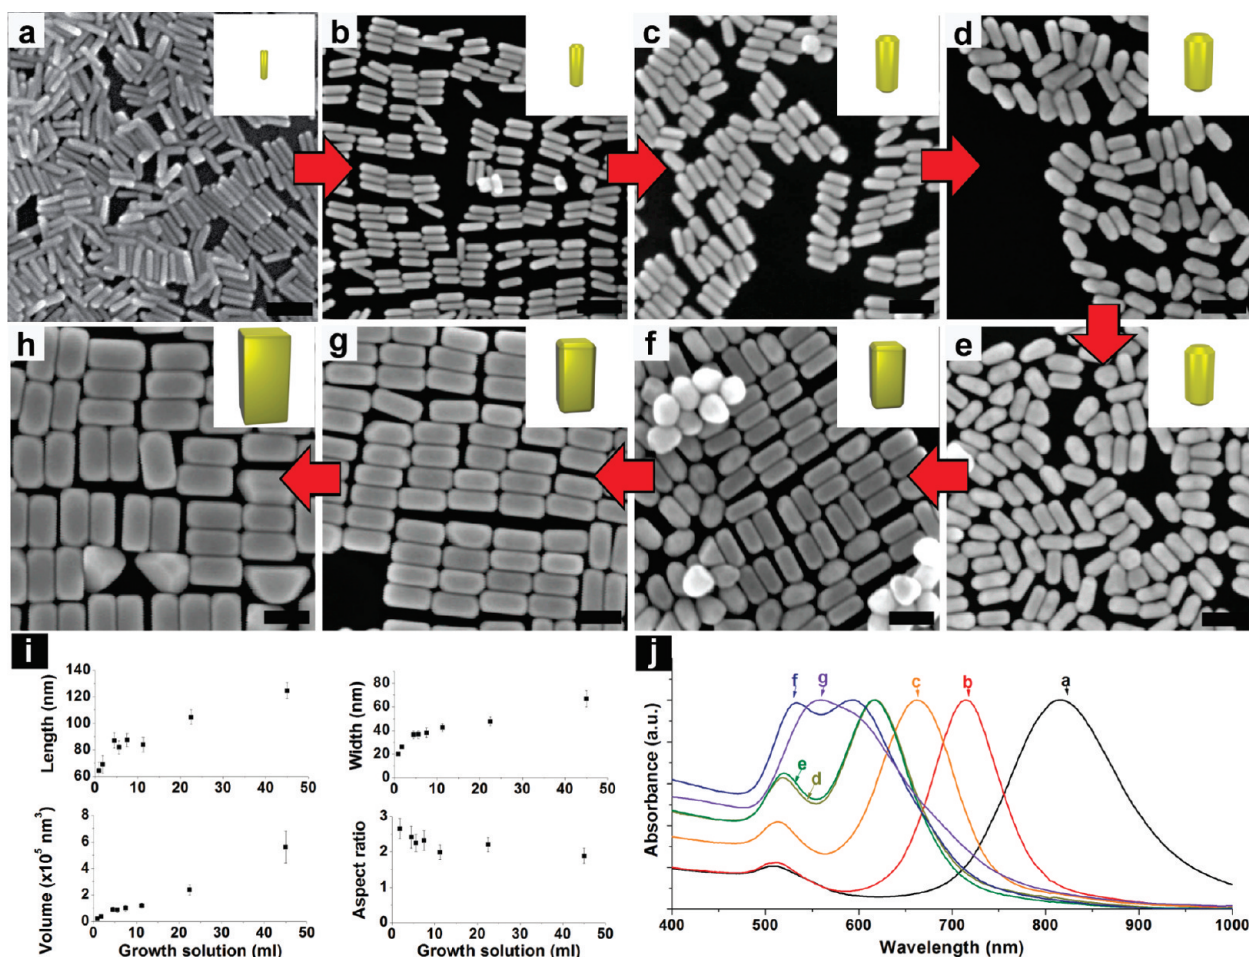 a
b
c
d
h
g
f
e
i
Length (nm)
140
120
100
80
60
0 10 20 30 40 50
Width (nm)
100
80
60
40
20
0
0 10 20 30 40 50
Volume (x10⁵ nm³)
8
6
4
2
0
0 10 20 30 40 50
Growth solution (ml)
Aspect ratio
3
2
1
0
0 10 20 30 40 50
Growth solution (ml)
j
f g c b a
e
d
Absorbance (a.u.)
400 500 600 700 800 900 1000
Wavelength (nm)